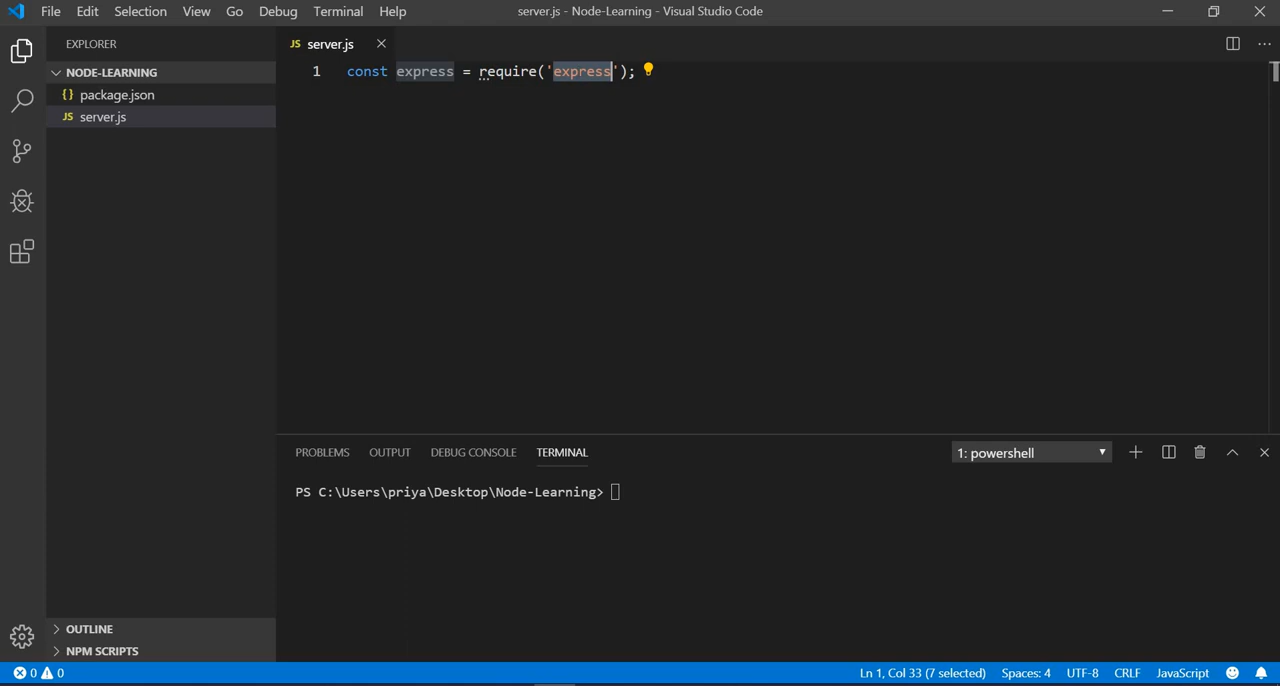 File Edit Selection View Go Debug Terminal Help server.js - Node-Learning - Visual Studio Code
EXPLORER
NODE-LEARNING
{} package.json
JS server.js
OUTLINE
NPM SCRIPTS
JS server.js
1 const express = require('express');
PROBLEMS OUTPUT DEBUG CONSOLE TERMINAL 1: powershell
PS C:\Users\priya\Desktop\Node-Learning>
0 0 Ln 1, Col 33 (7 selected) Spaces: 4 UTF-8 CRLF JavaScript